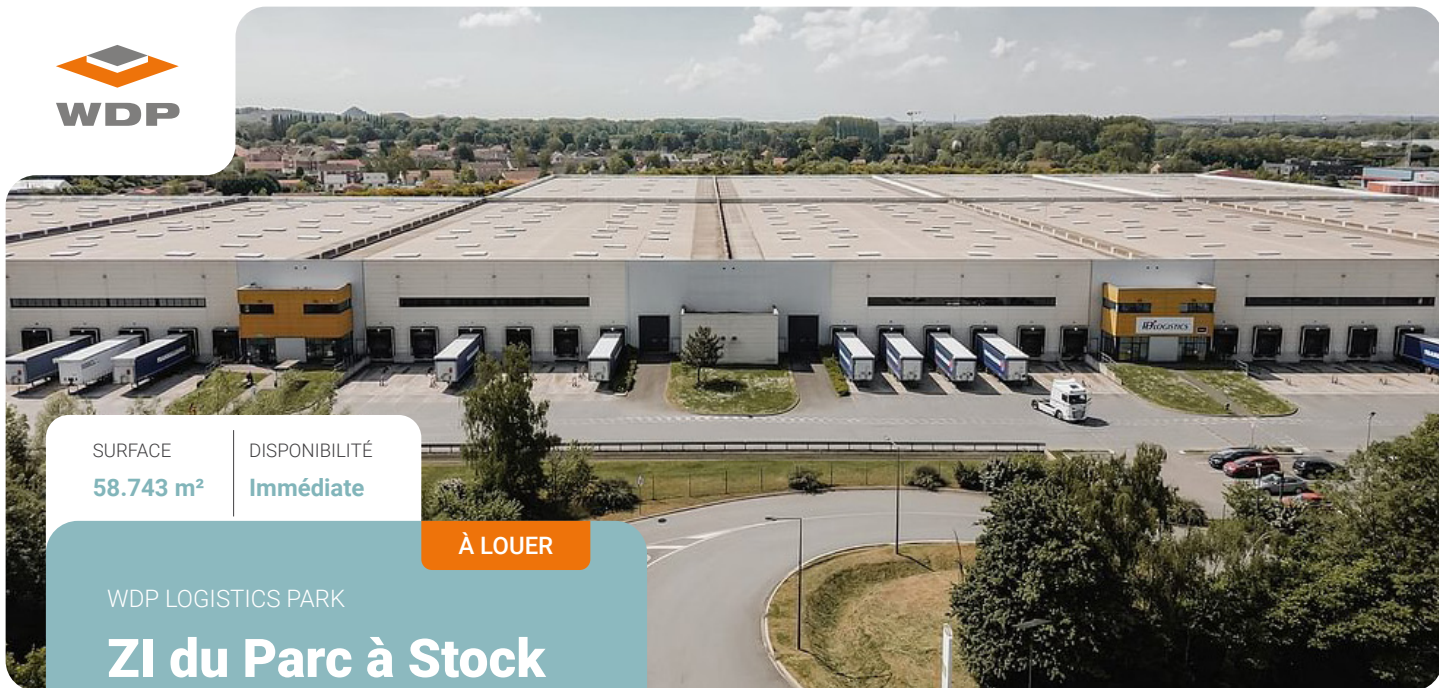 WDP
SURFACE
58.743 m²
DISPONIBILITÉ
Immédiate
À LOUER
WDP LOGISTICS PARK
ZI du Parc à Stock